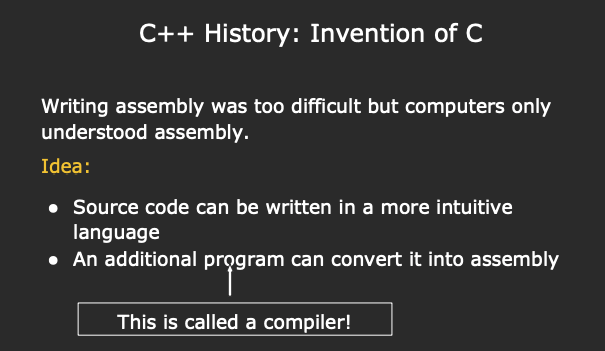 C++ History: Invention of C
Writing assembly was too difficult but computers only
understood assembly.
Idea:
● Source code can be written in a more intuitive
language
● An additional program can convert it into assembly
This is called a compiler!